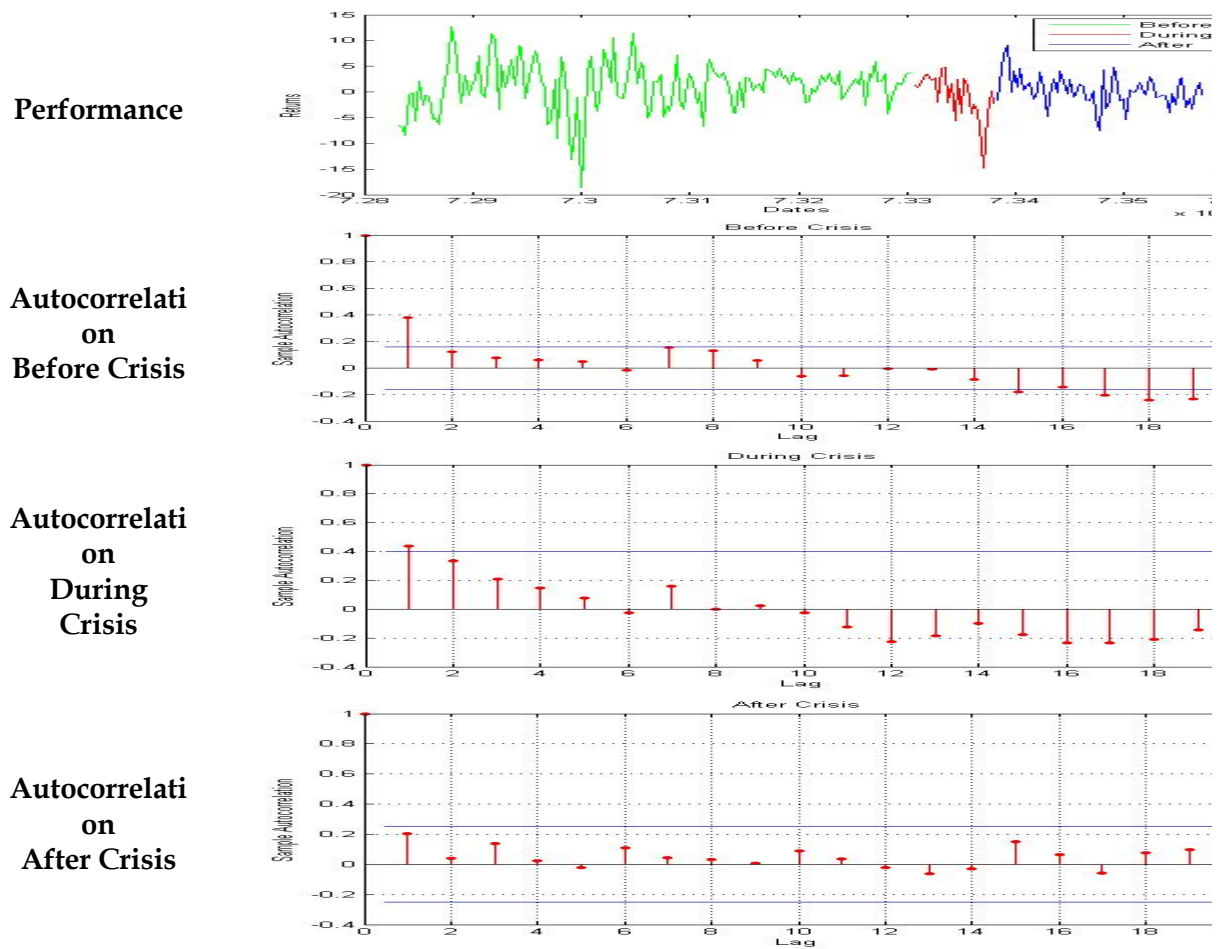 Performance
15
10
5
0
-5
-10
-15
-20
Returns
Before
During
After
7.28 7.29 7.3 7.31 7.32 7.33 7.34 7.35
Dates
Autocorrelati
on
Before Crisis
Before Crisis
1
0.8
0.6
0.4
0.2
0
-0.2
-0.4
Sample Autocorrelation
0 2 4 6 8 10 12 14 16 18
Lag
Autocorrelati
on
During
Crisis
During Crisis
1
0.8
0.6
0.4
0.2
0
-0.2
-0.4
Sample Autocorrelation
0 2 4 6 8 10 12 14 16 18
Lag
Autocorrelati
on
After Crisis
After Crisis
1
0.8
0.6
0.4
0.2
0
-0.2
-0.4
Sample Autocorrelation
0 2 4 6 8 10 12 14 16 18
Lag